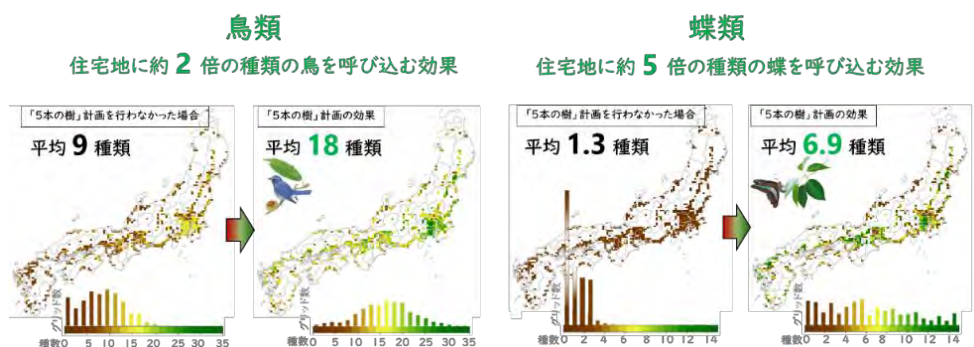 鳥類
住宅地に約 2 倍の種類の鳥を呼び込む効果
「5本の樹」計画を行わなかった場合
平均 9 種類
グリッド数
種数
0 5 10 15 20 25 30 35
「5本の樹」計画の効果
平均 18 種類
グリッド数
種数
0 5 10 15 20 25 30 35
蝶類
住宅地に約 5 倍の種類の蝶を呼び込む効果
「5本の樹」計画を行わなかった場合
平均 1.3 種類
グリッド数
種数
0 2 4 6 8 10 12 14
「5本の樹」計画の効果
平均 6.9 種類
グリッド数
種数
0 2 4 6 8 10 12 14